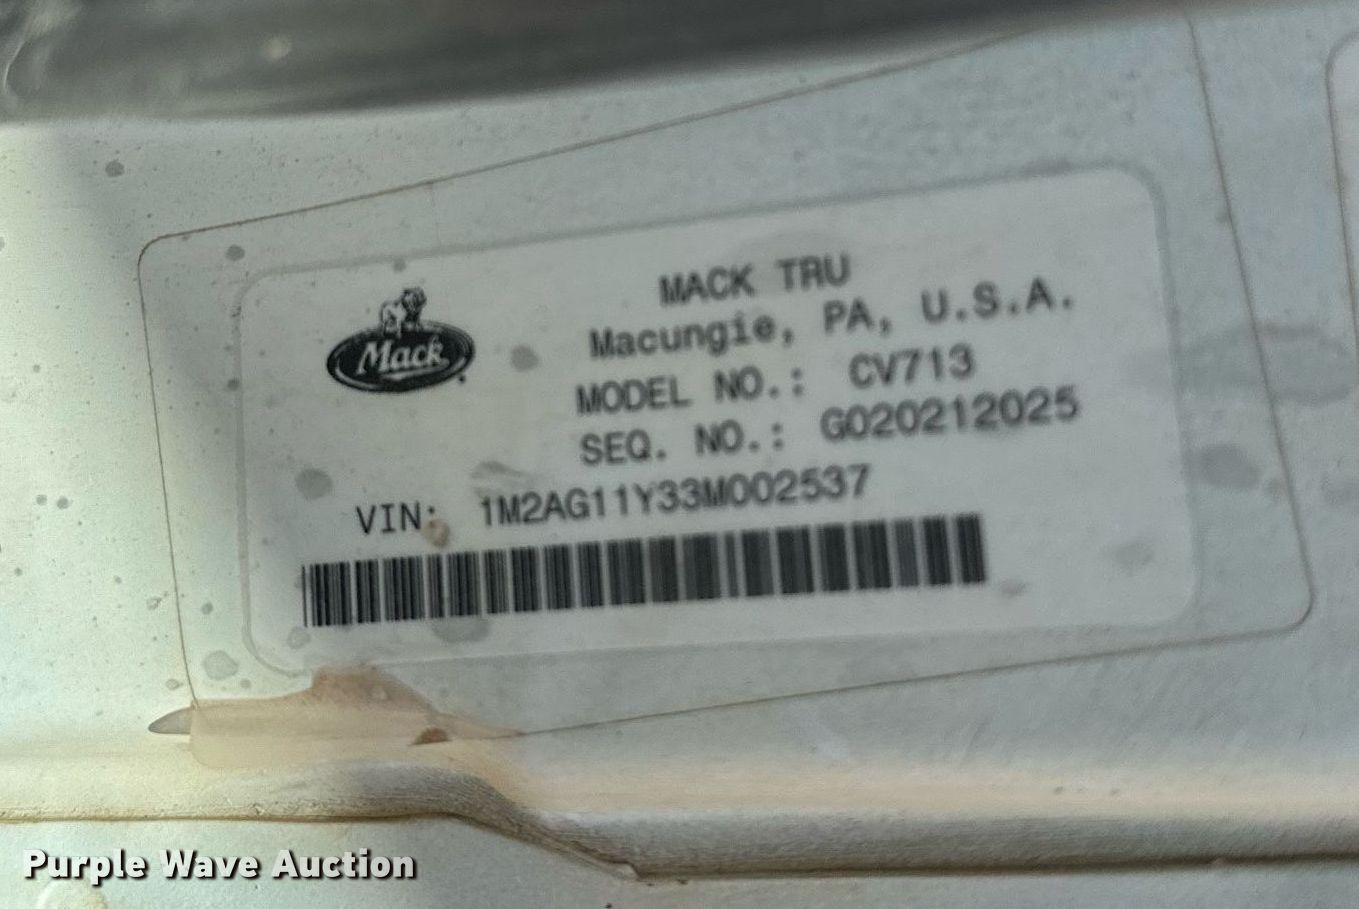 MACK TRU
Macungie, PA, U.S.A.
Mack
MODEL NO.: CV713
SEQ. NO.: G020212025
VIN: 1M2AG11Y33M002537
Purple Wave Auction